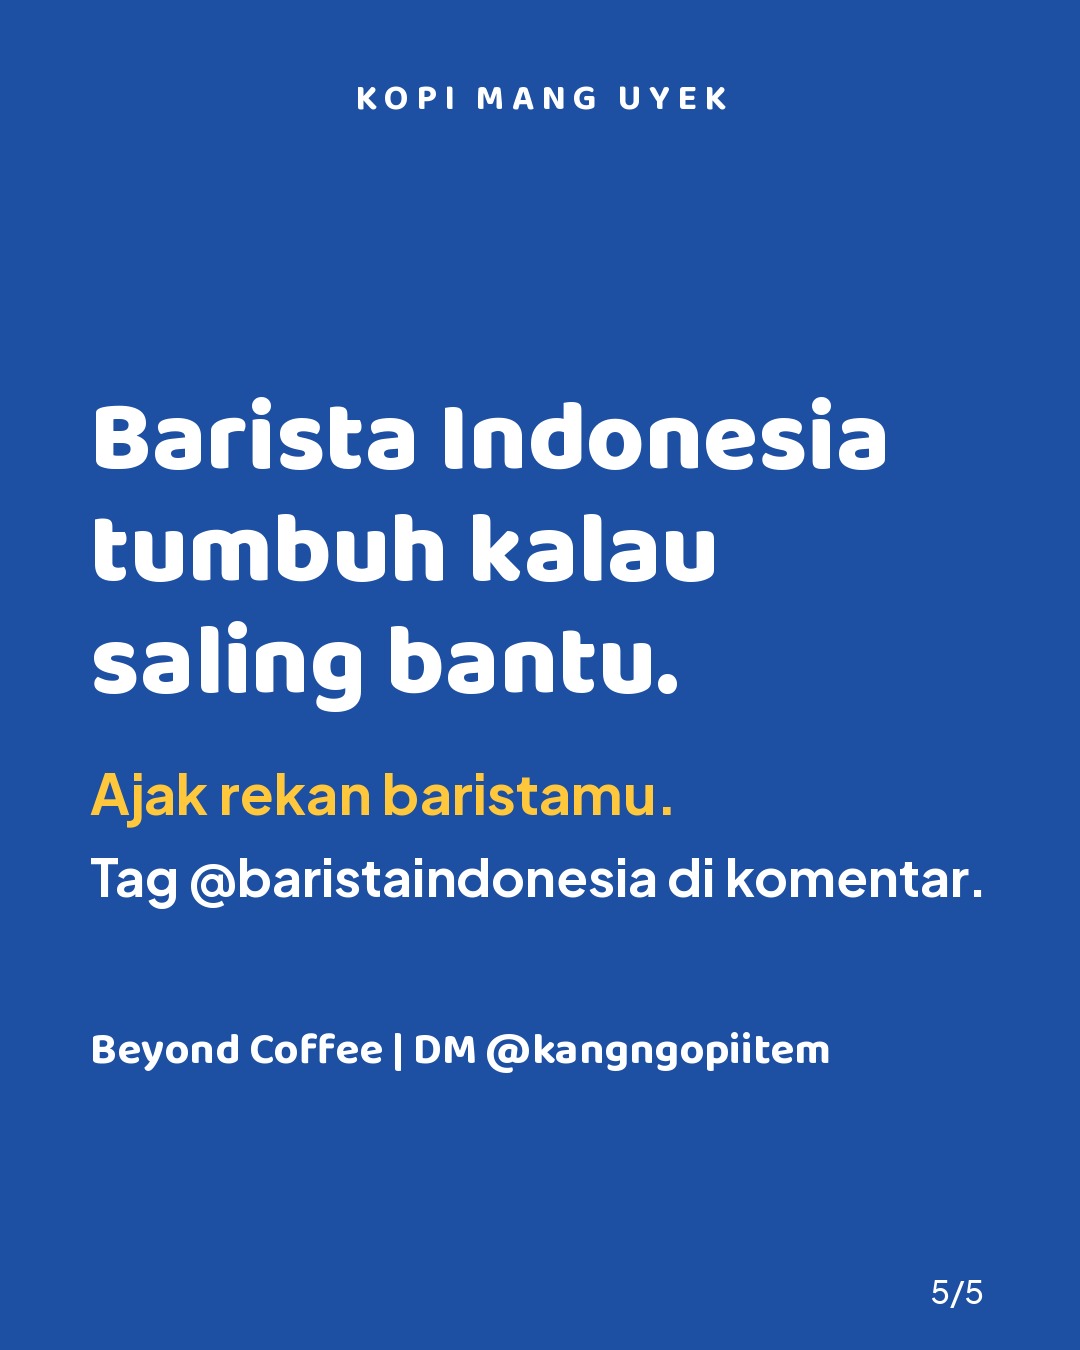 KOPI MANG UYEK
Barista Indonesia
tumbuh kalau
saling bantu.
Ajak rekan baristamu.
Tag @baristaindonesia di komentar.
Beyond Coffee | DM @kangngopiitem
5/5